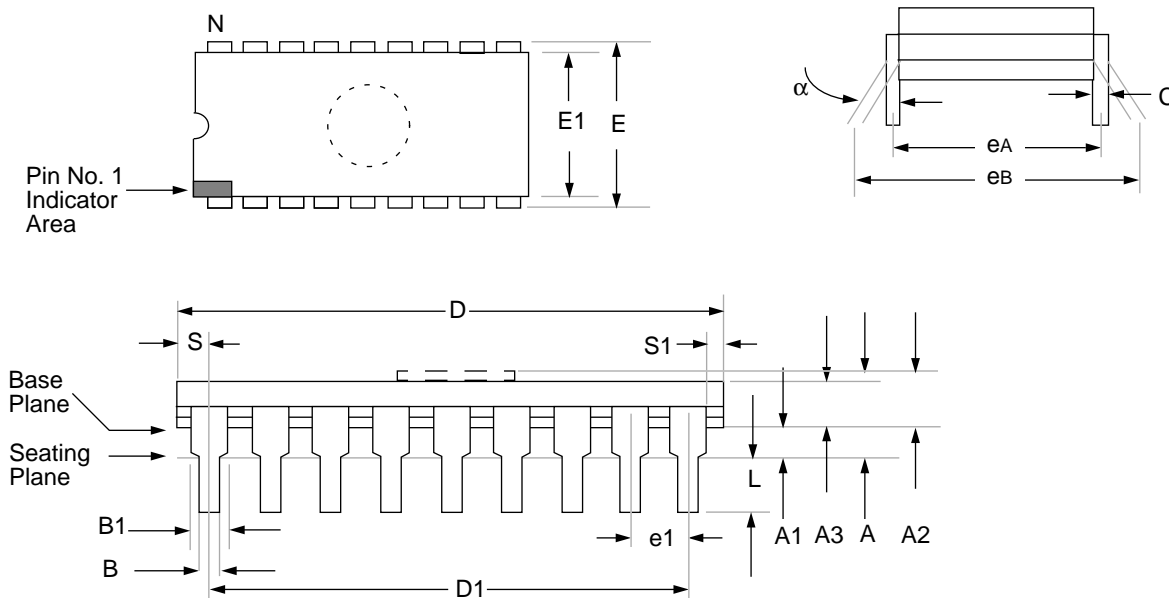 N
E1
E
Pin No. 1
Indicator
Area
α
C
eA
eB
D
S
S1
Base
Plane
Seating
Plane
L
B1
e1
A1
A3
A
A2
B
D1